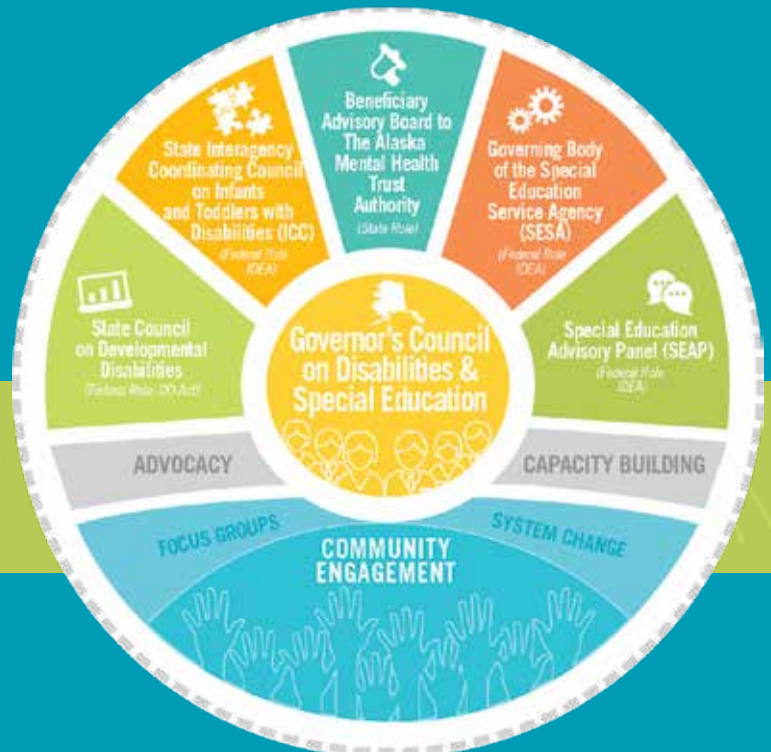 Beneficiary
Advisory Board to
The Alaska
Mental Health
Trust
Authority
(State Role)
State Interagency
Coordinating Council
on Infants
and Toddlers with
Disabilities (ICC)
(Federal Role
IDEA)
Governing Body
of the Special
Education
Service Agency
(SESA)
(Federal Role
IDEA)
State Council
on Developmental
Disabilities
(Federal Role: DD Act)
Special Education
Advisory Panel (SEAP)
(Federal Role
IDEA)
Governor's Council
on Disabilities &
Special Education
ADVOCACY
CAPACITY BUILDING
FOCUS GROUPS
SYSTEM CHANGE
COMMUNITY
ENGAGEMENT